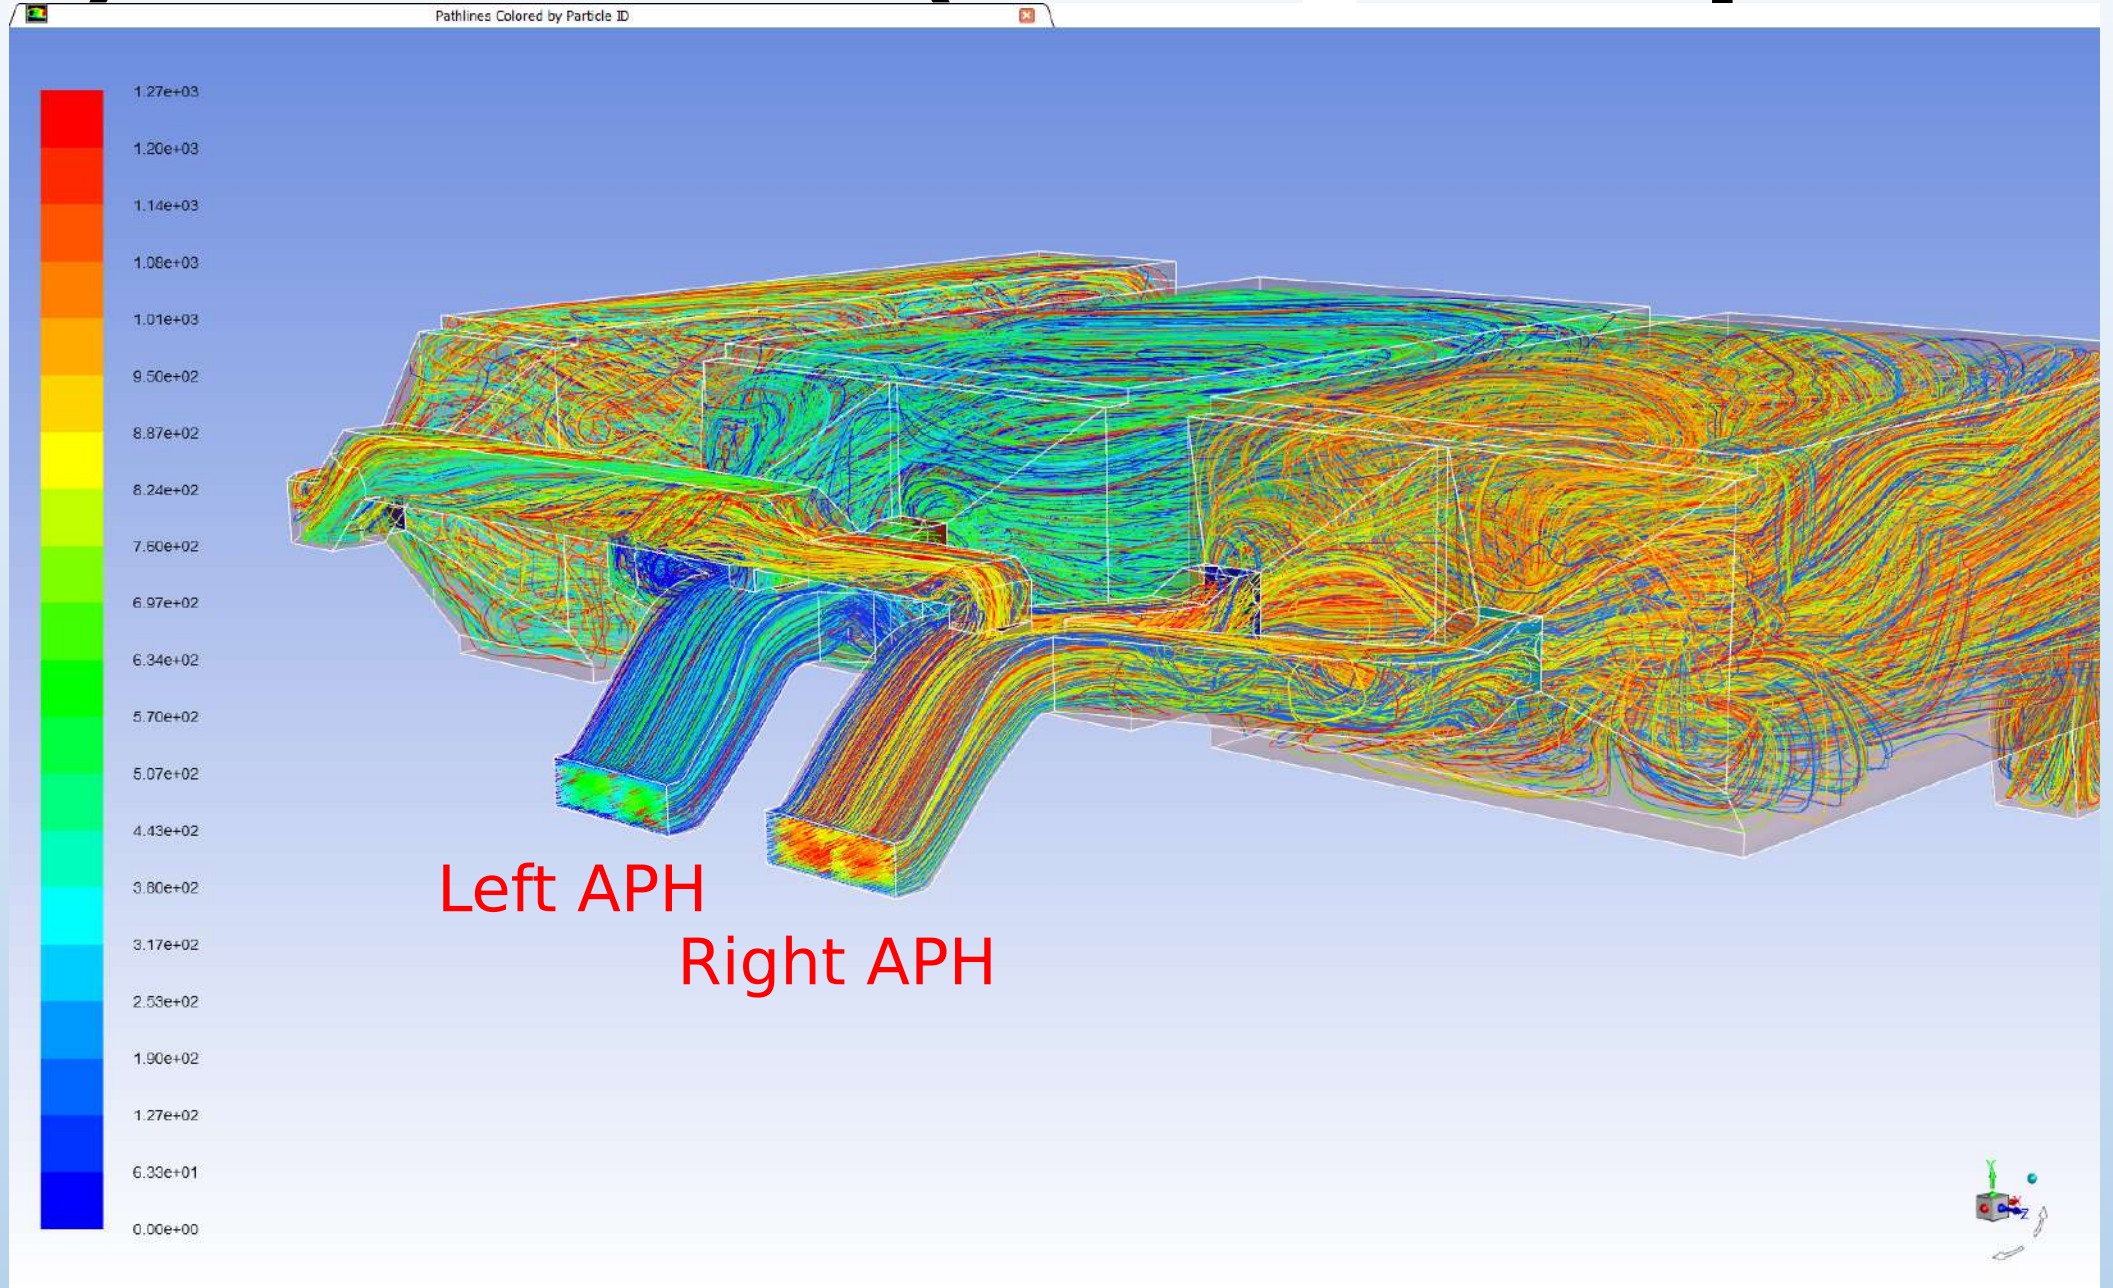 Pathlines Colored by Particle ID
1.27e+03
1.20e+03
1.14e+03
1.08e+03
1.01e+03
9.50e+02
8.87e+02
8.24e+02
7.60e+02
6.97e+02
6.34e+02
5.70e+02
5.07e+02
4.43e+02
3.80e+02
3.17e+02
2.53e+02
1.90e+02
1.27e+02
6.33e+01
0.00e+00
Left APH
Right APH
Y
X
Z